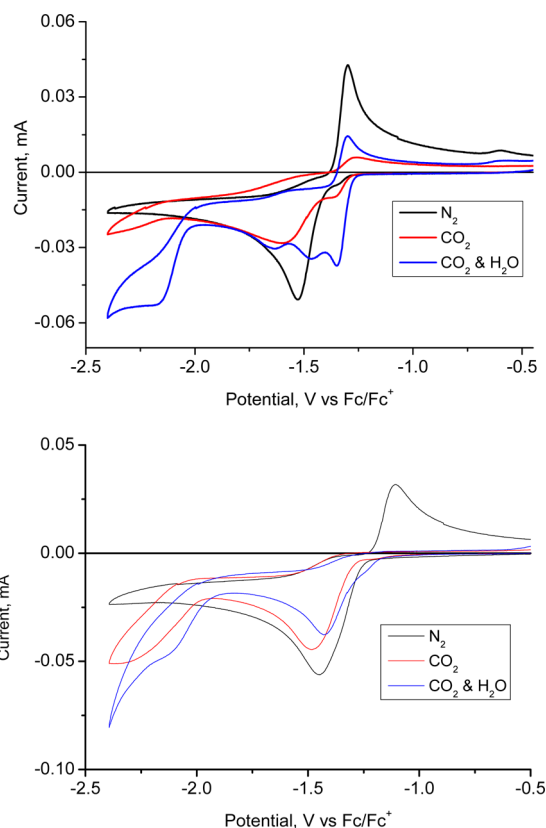 0.06
0.03
0.00
-0.03
-0.06
Current, mA
N₂
CO₂
CO₂ & H₂O
-2.5 -2.0 -1.5 -1.0 -0.5
Potential, V vs Fc/Fc⁺
0.05
0.00
-0.05
-0.10
Current, mA
N₂
CO₂
CO₂ & H₂O
-2.5 -2.0 -1.5 -1.0 -0.5
Potential, V vs Fc/Fc⁺